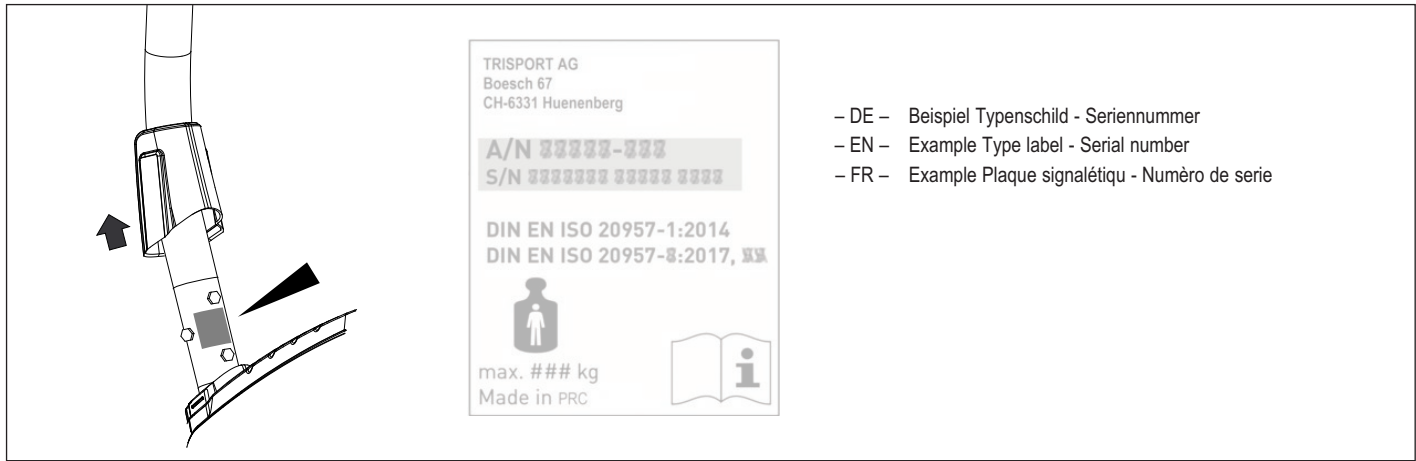 TRISPORT AG
Boesch 67
CH-6331 Huenenberg
A/N
S/N
DIN EN ISO 20957-1:2014
DIN EN ISO 20957-:2017,
max. ### kg
Made in PRC
– DE – Beispiel Typenschild - Seriennummer
– EN – Example Type label - Serial number
– FR – Example Plaque signalétiqu - Numèro de serie